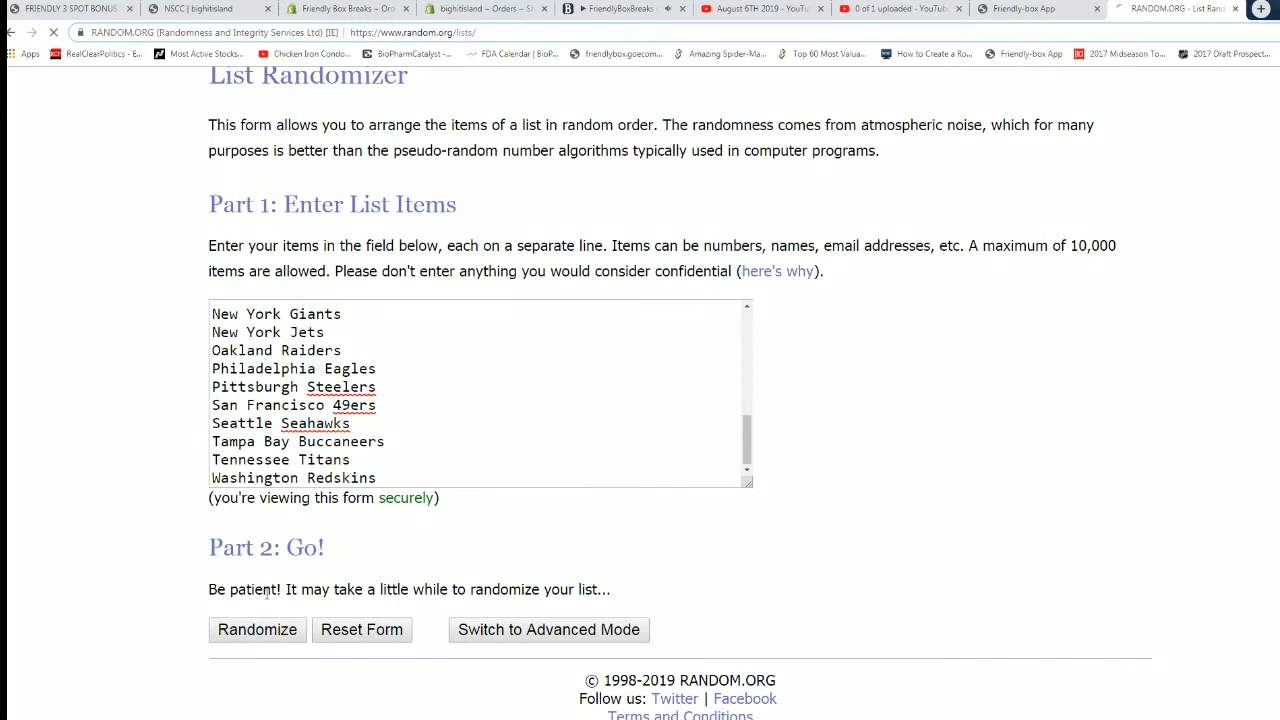 FRIENDLY 3 SPOT BONUS
NSCC | bighitisland
Friendly Box Breaks – Or
bighitisland – Orders – Sh
FriendlyBoxBreaks
August 6TH 2019 - YouTu
0 of 1 uploaded - YouTube
Friendly-box App
RANDOM.ORG - List Rand
RANDOM.ORG (Randomness and Integrity Services Ltd) [IE] | https://www.random.org/lists/
Apps
RealClearPolitics - E...
Most Active Stocks...
Chicken Iron Condo...
BioPharmCatalyst - ...
FDA Calendar | BioP...
friendlybox.goecom...
Amazing Spider-Ma...
Top 60 Most Valua...
How to Create a Ro...
Friendly-box App
2017 Midseason To...
2017 Draft Prospect...
List Randomizer
This form allows you to arrange the items of a list in random order. The randomness comes from atmospheric noise, which for many
purposes is better than the pseudo-random number algorithms typically used in computer programs.
Part 1: Enter List Items
Enter your items in the field below, each on a separate line. Items can be numbers, names, email addresses, etc. A maximum of 10,000
items are allowed. Please don't enter anything you would consider confidential (here's why).
New York Giants
New York Jets
Oakland Raiders
Philadelphia Eagles
Pittsburgh Steelers
San Francisco 49ers
Seattle Seahawks
Tampa Bay Buccaneers
Tennessee Titans
Washington Redskins
(you're viewing this form securely)
Part 2: Go!
Be patient! It may take a little while to randomize your list...
Randomize
Reset Form
Switch to Advanced Mode
© 1998-2019 RANDOM.ORG
Follow us: Twitter | Facebook
Terms and Conditions